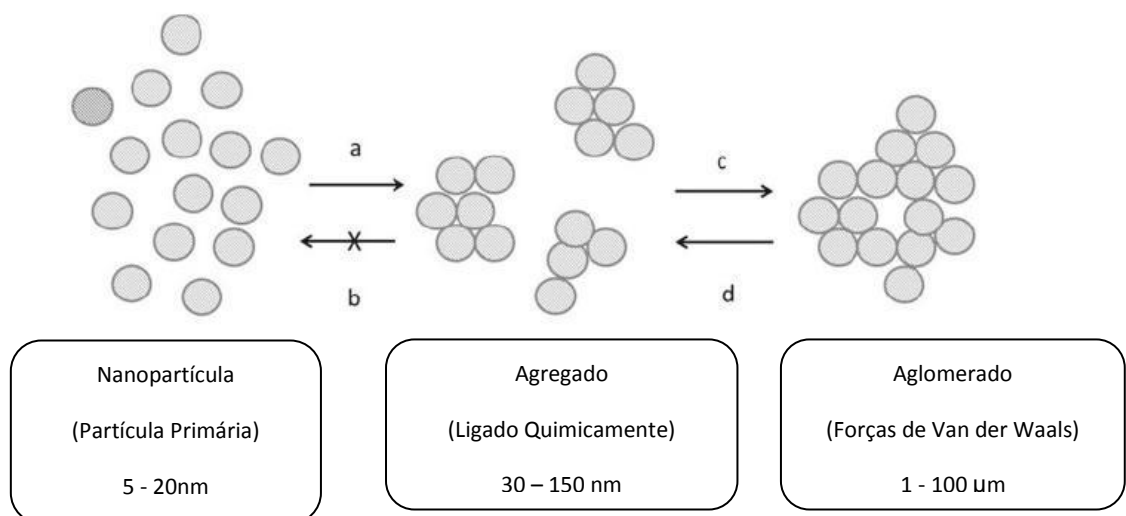 a
c
X
b
d
Nanopartícula
(Partícula Primária)
5 - 20nm
Agregado
(Ligado Quimicamente)
30 – 150 nm
Aglomerado
(Forças de Van der Waals)
1 - 100 µm